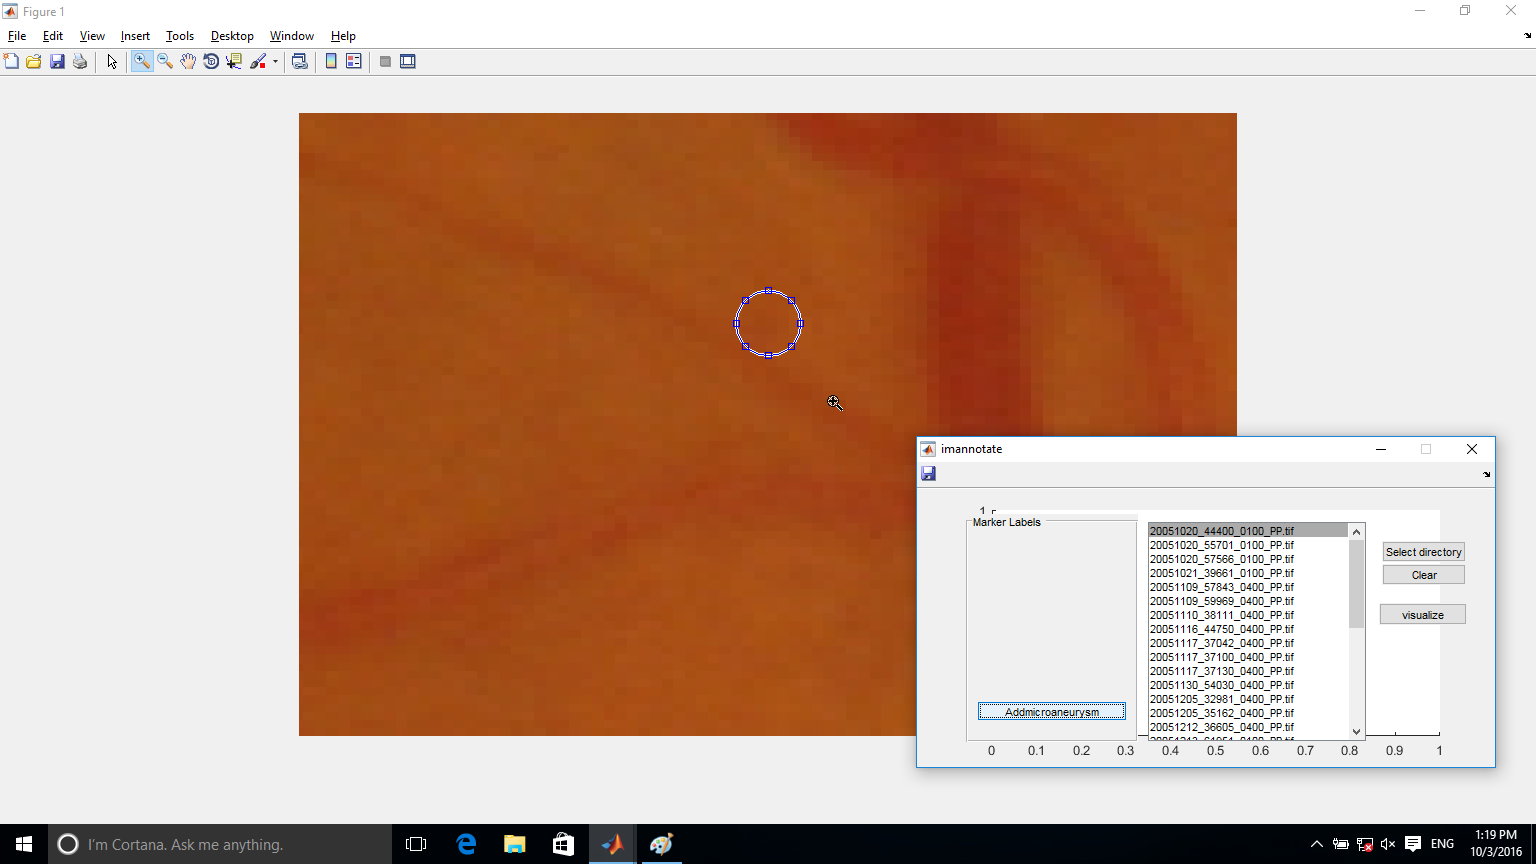 Figure 1
File Edit View Insert Tools Desktop Window Help
imannotate
1
Marker Labels
20051020_44400_0100_PP.tif
20051020_55701_0100_PP.tif
20051020_57566_0100_PP.tif
20051021_39661_0100_PP.tif
20051109_57843_0400_PP.tif
20051109_59969_0400_PP.tif
20051110_38111_0400_PP.tif
20051116_44750_0400_PP.tif
20051117_37042_0400_PP.tif
20051117_37100_0400_PP.tif
20051117_37130_0400_PP.tif
20051130_54030_0400_PP.tif
20051205_32981_0400_PP.tif
20051205_35162_0400_PP.tif
20051212_36605_0400_PP.tif
Select directory
Clear
visualize
Addmicroaneurysm
0 0.1 0.2 0.3 0.4 0.5 0.6 0.7 0.8 0.9 1
I'm Cortana. Ask me anything.
ENG
1:19 PM
10/3/2016